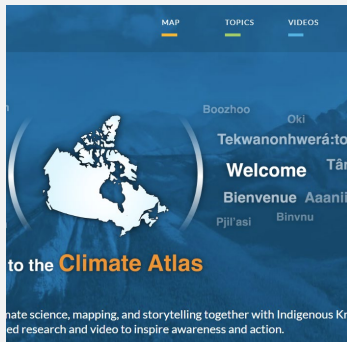 MAP TOPICS VIDEOS
Boozhoo
Oki
Tekwanonhwerá:to
Welcome
Bienvenue Aaanii
Pjil'asi Binvnu
to the Climate Atlas
mate science, mapping, and storytelling together with Indigenous Kn
ed research and video to inspire awareness and action.